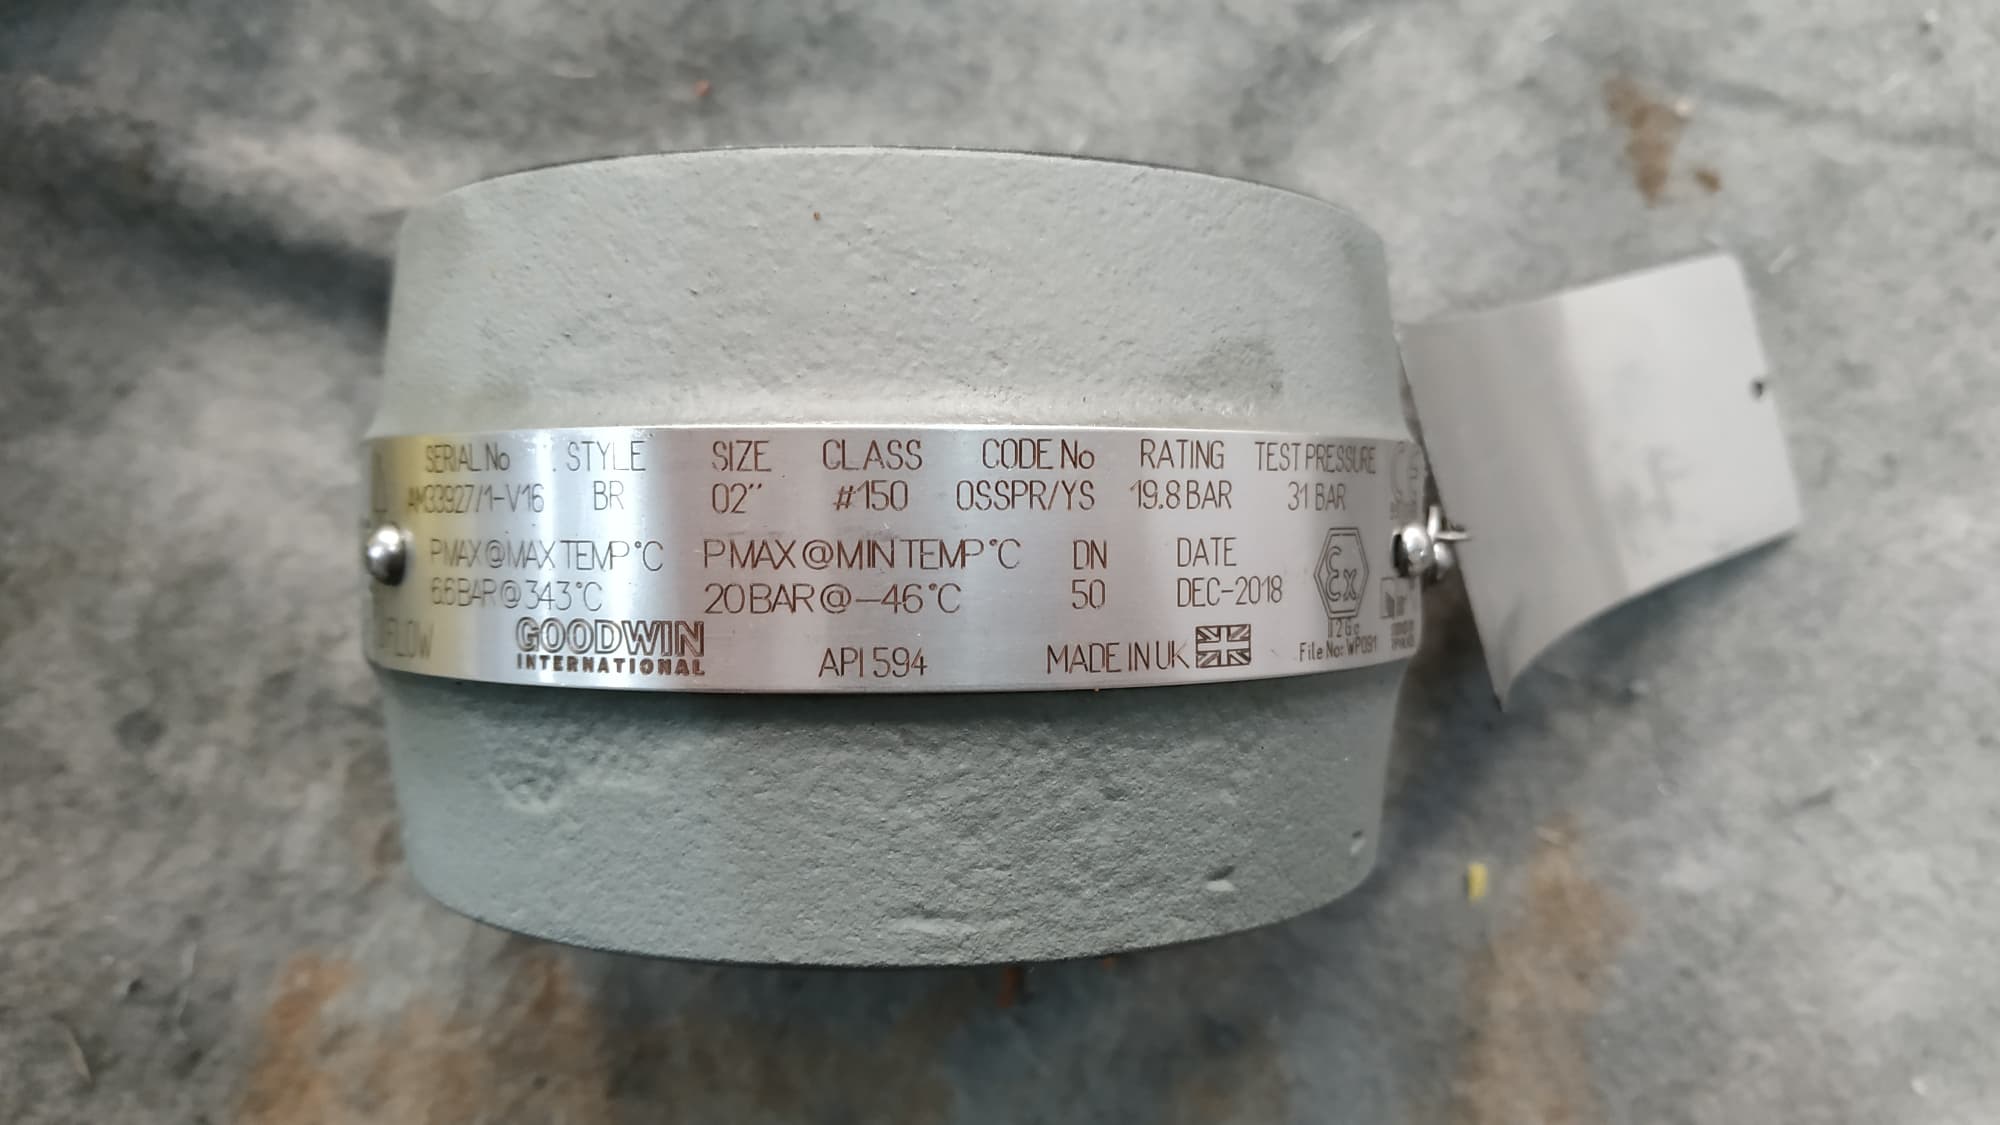 SERIAL No STYLE SIZE CLASS CODE No RATING TEST PRESSURE
AM33927/1-V16 BR 02" #150 OSSPR/YS 19.8 BAR 31 BAR
PMAX@MAX TEMP°C PMAX@MIN TEMP°C DN DATE
6.6 BAR@343°C 20 BAR@-46°C 50 DEC-2018 Ex
GOODWIN
INTERNATIONAL API 594 MADE IN UK File No: WP091